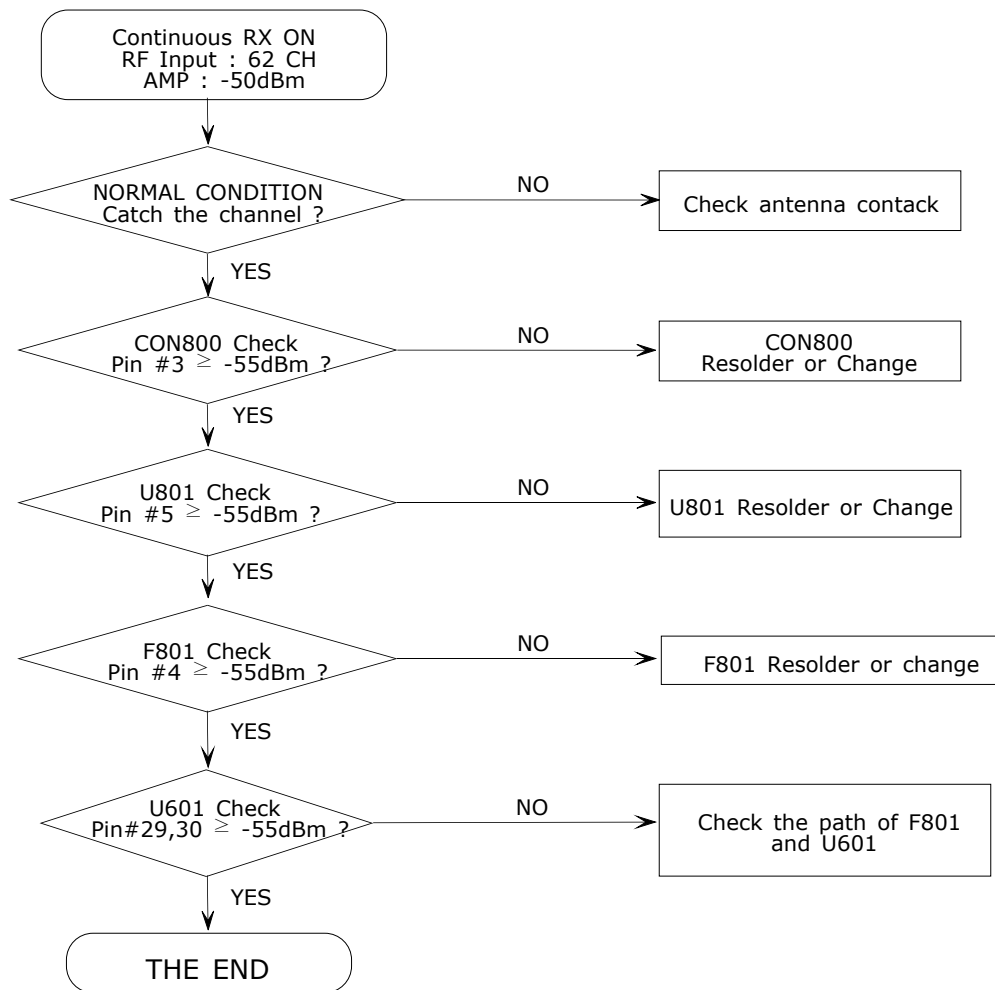 Continuous RX ON
RF Input : 62 CH
AMP : -50dBm
NORMAL CONDITION
Catch the channel ?
NO
Check antenna contack
YES
CON800 Check
Pin #3 ≥ -55dBm ?
NO
CON800
Resolder or Change
YES
U801 Check
Pin #5 ≥ -55dBm ?
NO
U801 Resolder or Change
YES
F801 Check
Pin #4 ≥ -55dBm ?
NO
F801 Resolder or change
YES
U601 Check
Pin#29,30 ≥ -55dBm ?
NO
Check the path of F801
and U601
YES
THE END